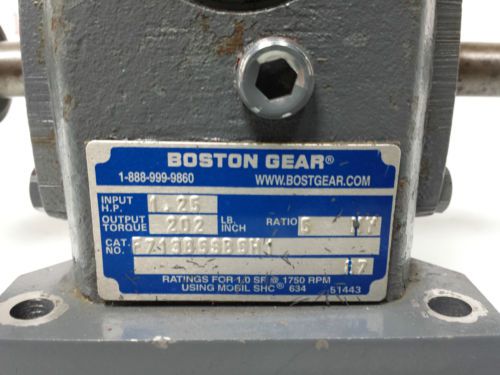 BOSTON GEAR®
1-888-999-9860 WWW.BOSTGEAR.COM
INPUT H.P. 1.25
OUTPUT TORQUE 202 LB. INCH RATIO 5 WY
CAT. NO.
17
RATINGS FOR 1.0 SF @ 1750 RPM
USING MOBIL SHC® 634 51443